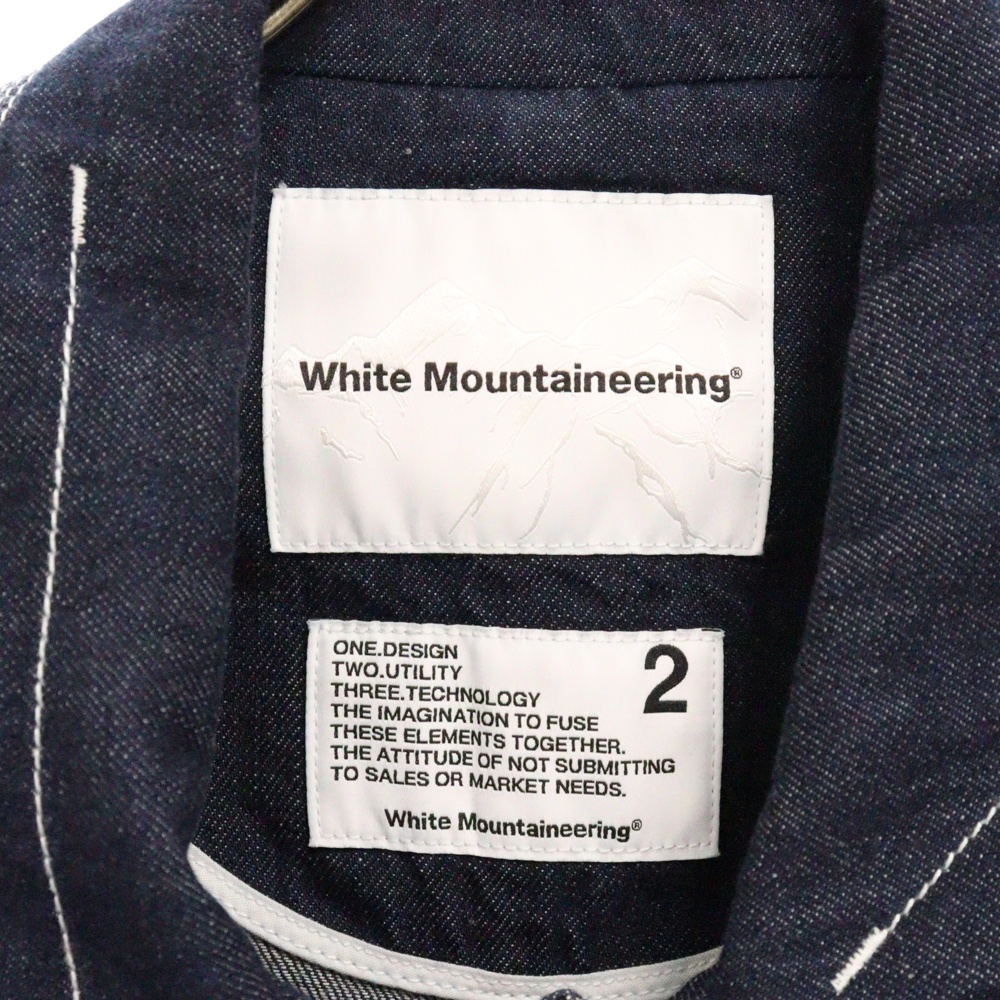 White Mountaineering®
ONE.DESIGN
TWO.UTILITY
THREE.TECHNOLOGY
THE IMAGINATION TO FUSE
THESE ELEMENTS TOGETHER.
THE ATTITUDE OF NOT SUBMITTING
TO SALES OR MARKET NEEDS.
2
White Mountaineering®